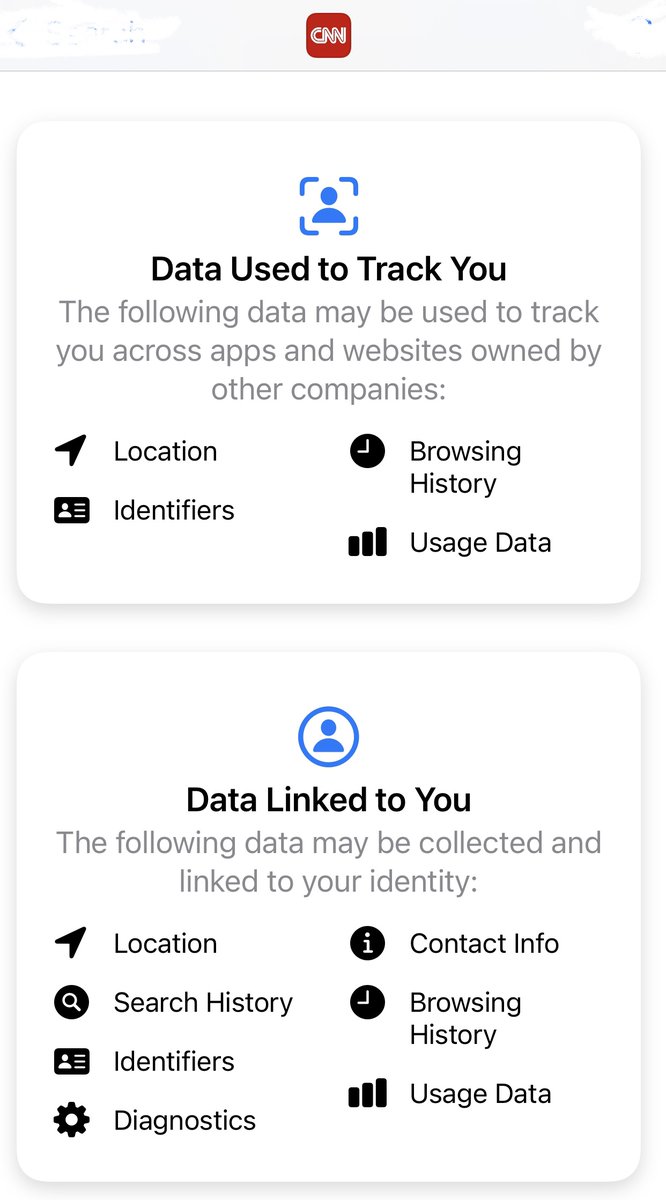 CNN
Data Used to Track You
The following data may be used to track
you across apps and websites owned by
other companies:
Location
Identifiers
Browsing
History
Usage Data
Data Linked to You
The following data may be collected and
linked to your identity:
Location
Search History
Identifiers
Diagnostics
Contact Info
Browsing
History
Usage Data